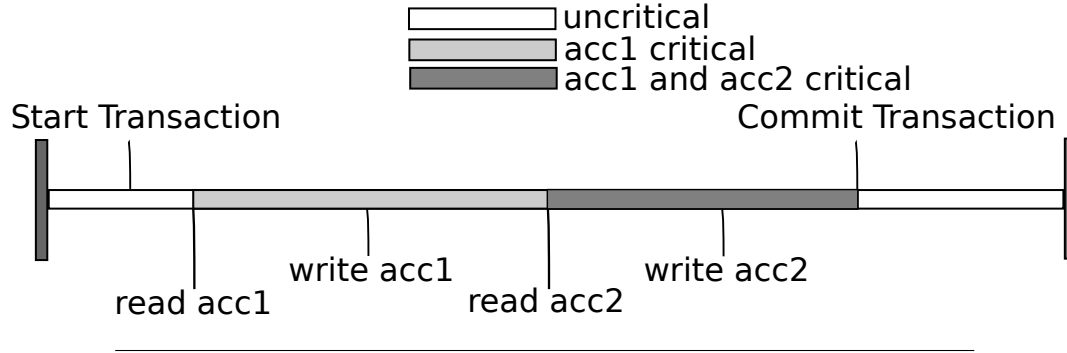 uncritical
acc1 critical
acc1 and acc2 critical
Start Transaction
Commit Transaction
write acc1
write acc2
read acc1
read acc2